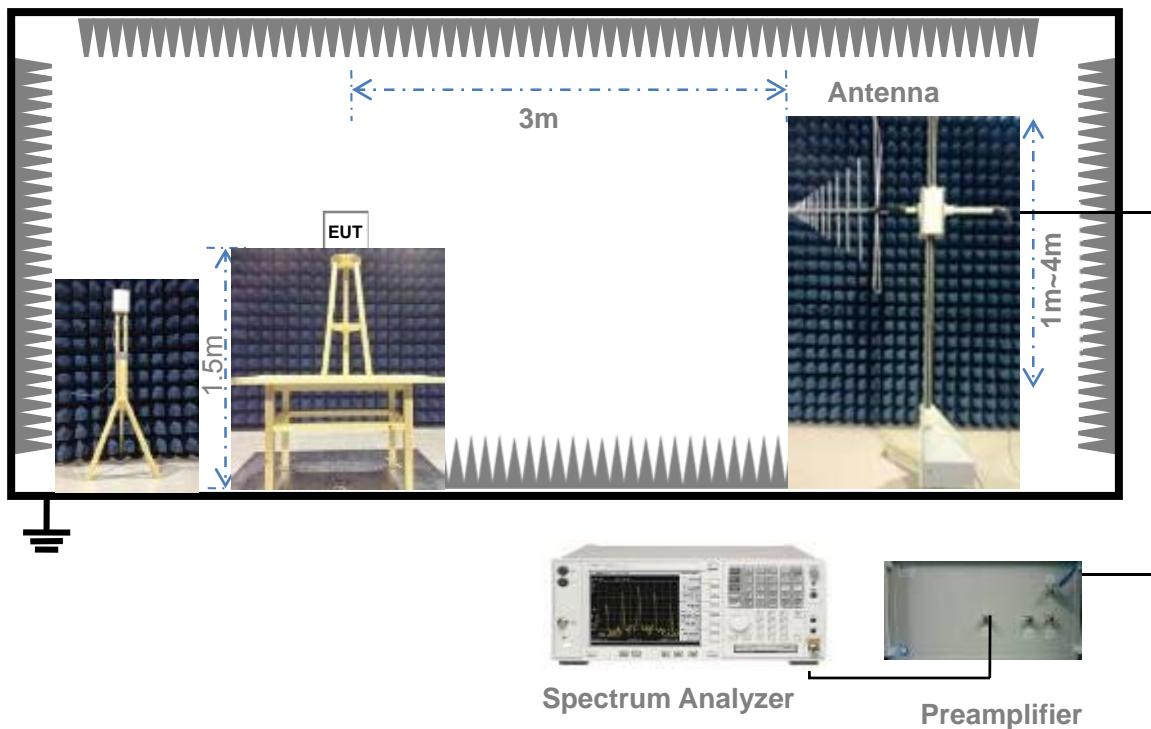 Antenna
3m
EUT
1.5m
1m~4m
Spectrum Analyzer
Preamplifier